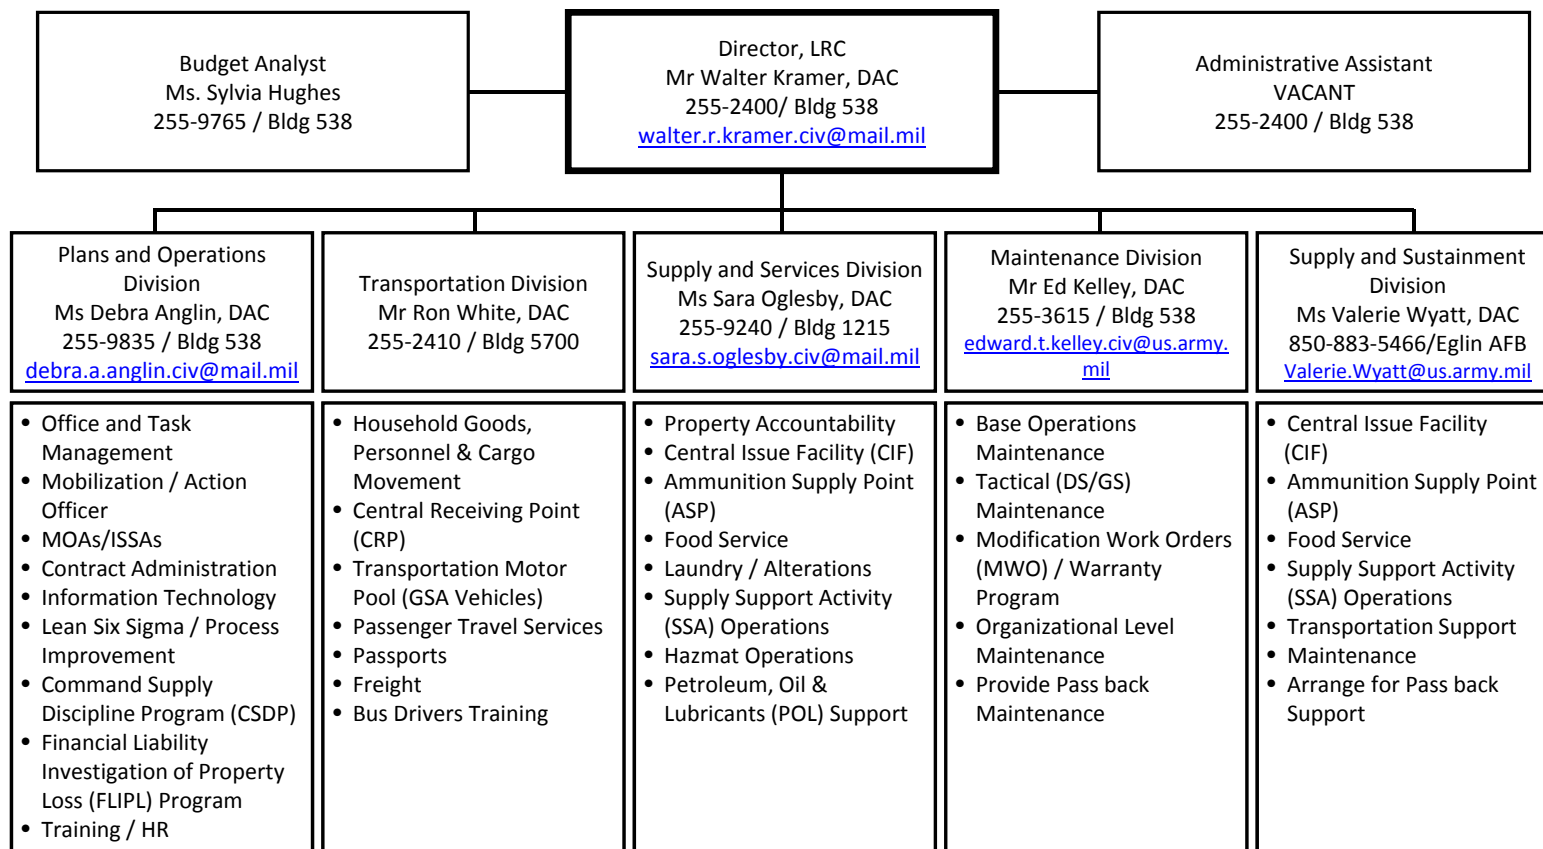 Budget Analyst
Ms. Sylvia Hughes
255-9765 / Bldg 538
Director, LRC
Mr Walter Kramer, DAC
255-2400/ Bldg 538
walter.r.kramer.civ@mail.mil
Administrative Assistant
VACANT
255-2400 / Bldg 538
Plans and Operations
Division
Ms Debra Anglin, DAC
255-9835 / Bldg 538
debra.a.anglin.civ@mail.mil
Transportation Division
Mr Ron White, DAC
255-2410 / Bldg 5700
Supply and Services Division
Ms Sara Oglesby, DAC
255-9240 / Bldg 1215
sara.s.oglesby.civ@mail.mil
Maintenance Division
Mr Ed Kelley, DAC
255-3615 / Bldg 538
edward.t.kelley.civ@us.army.
mil
Supply and Sustainment
Division
Ms Valerie Wyatt, DAC
850-883-5466/Eglin AFB
Valerie.Wyatt@us.army.mil
• Office and Task
Management
• Mobilization / Action
Officer
• MOAs/ISSAs
• Contract Administration
• Information Technology
• Lean Six Sigma / Process
Improvement
• Command Supply
Discipline Program (CSDP)
• Financial Liability
Investigation of Property
Loss (FLIPL) Program
• Training / HR
• Household Goods,
Personnel & Cargo
Movement
• Central Receiving Point
(CRP)
• Transportation Motor
Pool (GSA Vehicles)
• Passenger Travel Services
• Passports
• Freight
• Bus Drivers Training
• Property Accountability
• Central Issue Facility (CIF)
• Ammunition Supply Point
(ASP)
• Food Service
• Laundry / Alterations
• Supply Support Activity
(SSA) Operations
• Hazmat Operations
• Petroleum, Oil &
Lubricants (POL) Support
• Base Operations
Maintenance
• Tactical (DS/GS)
Maintenance
• Modification Work Orders
(MWO) / Warranty
Program
• Organizational Level
Maintenance
• Provide Pass back
Maintenance
• Central Issue Facility
(CIF)
• Ammunition Supply Point
(ASP)
• Food Service
• Supply Support Activity
(SSA) Operations
• Transportation Support
• Maintenance
• Arrange for Pass back
Support